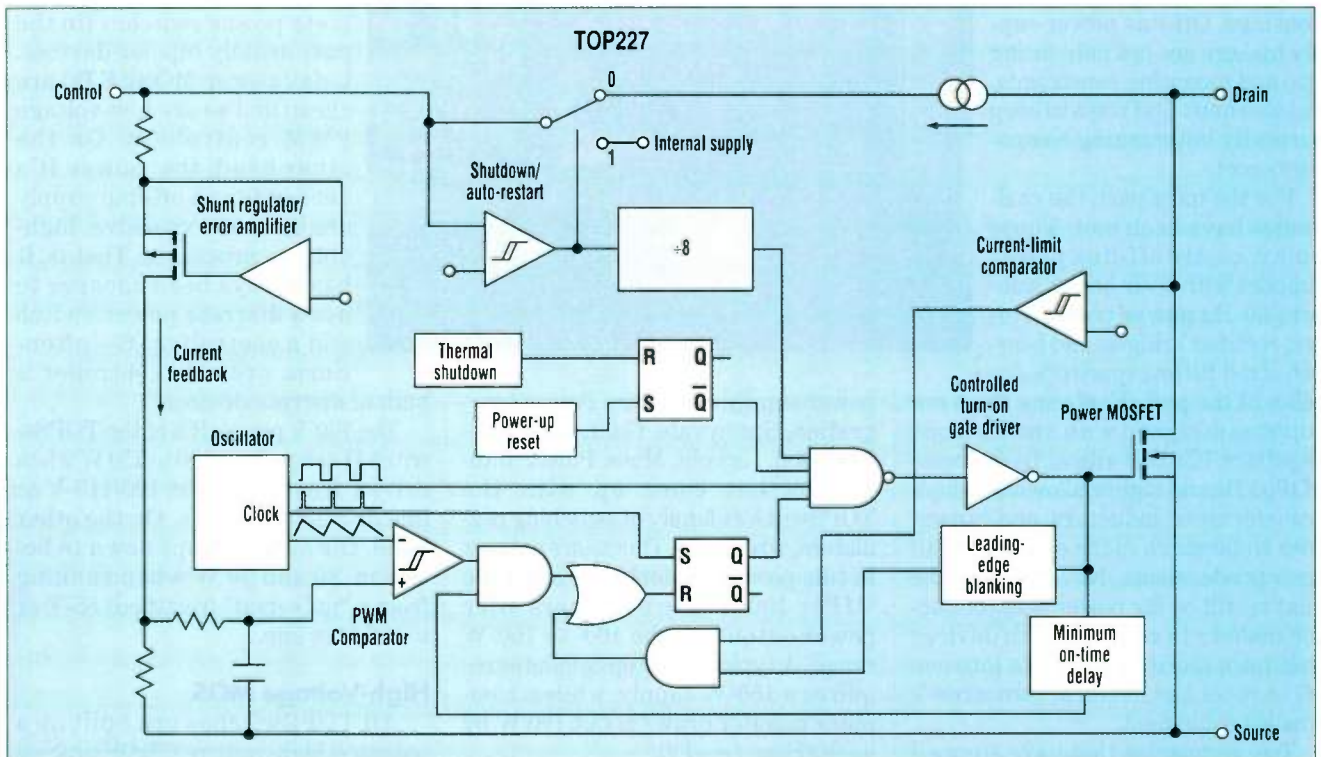 TOP227
Control
0
Drain
1
Internal supply
Shutdown/
auto-restart
Shunt regulator/
error amplifier
÷8
Current-limit
comparator
Current
feedback
Thermal
shutdown
R Q
S Q̅
Power-up
reset
Controlled
turn-on
gate driver
Power MOSFET
Oscillator
Clock
−
+
PWM
Comparator
S Q
R Q̅
Leading-
edge
blanking
Minimum
on-time
delay
Source